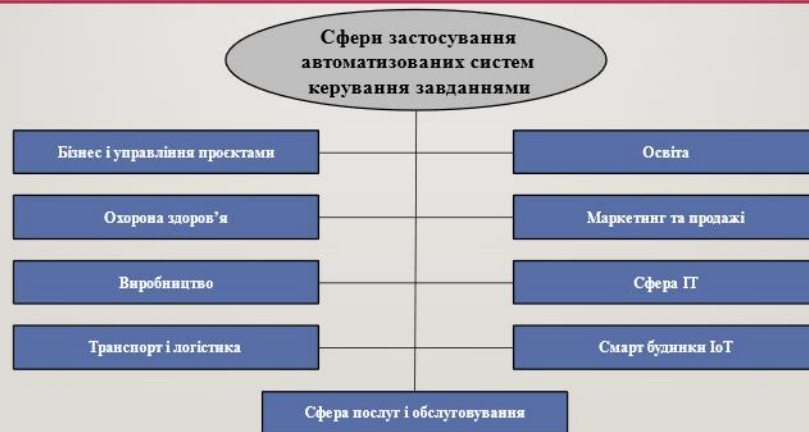 Сфери застосування
автоматизованих систем
керування завданнями
Бізнес і управління проєктами
Освіта
Охорона здоров’я
Маркетинг та продажі
Виробництво
Сфера ІТ
Транспорт і логістика
Смарт будинки IoT
Сфера послуг і обслуговування